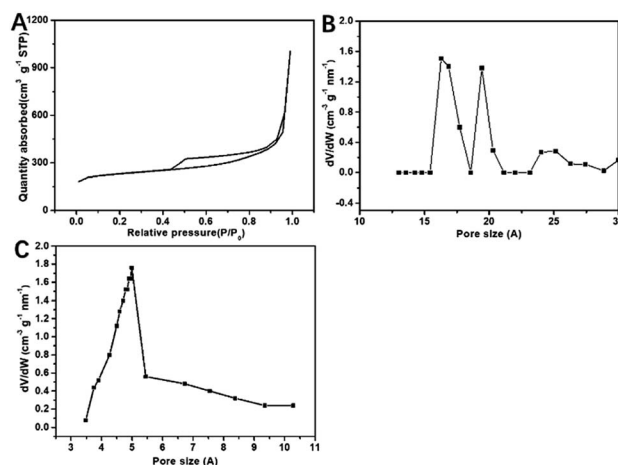 A
Quantity absorbed(cm³ g⁻¹ STP)
1200
900
600
300
0
0.0 0.2 0.4 0.6 0.8 1.0
Relative pressure(P/P₀)
B
dV/dW (cm⁻³ g⁻¹ nm⁻¹)
2.0
1.6
1.2
0.8
0.4
0.0
-0.4
10 15 20 25 30
Pore size (A)
C
dV/dW (cm⁻³ g⁻¹ nm⁻¹)
2.0
1.8
1.6
1.4
1.2
1.0
0.8
0.6
0.4
0.2
0.0
3 4 5 6 7 8 9 10 11
Pore size (A)